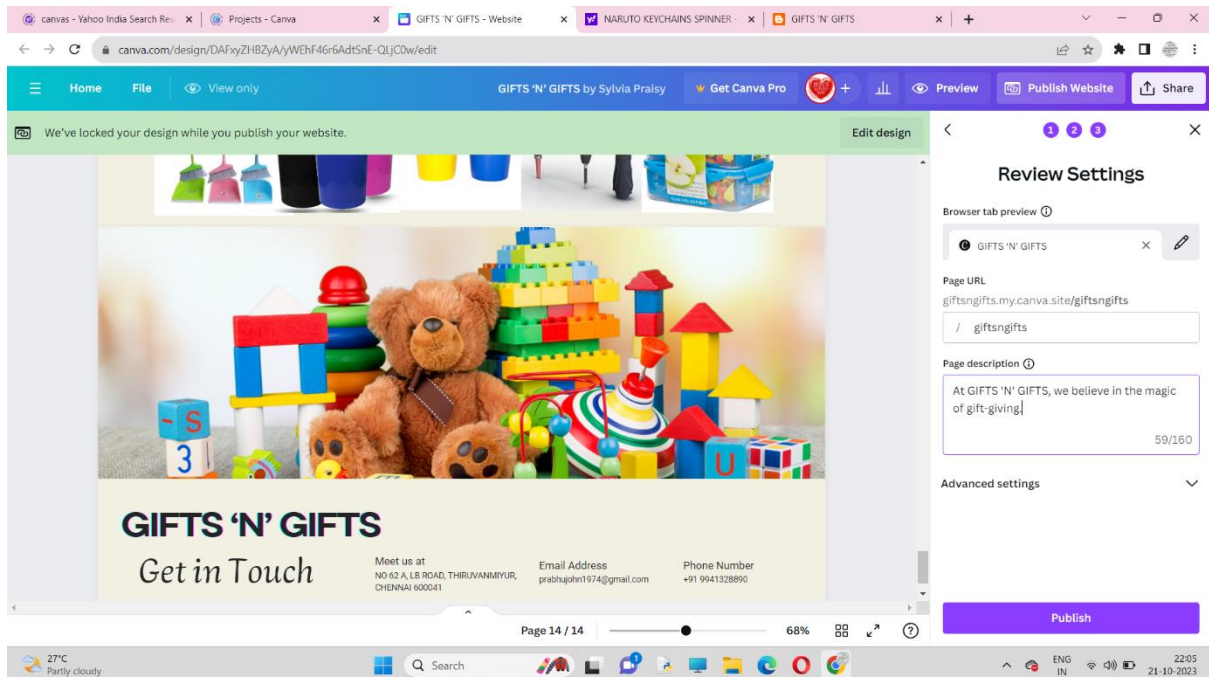 canvas - Yahoo India Search Res
Projects - Canva
GIFTS 'N' GIFTS - Website
NARUTO KEYCHAINS SPINNER -
GIFTS 'N' GIFTS
canva.com/design/DAFxyZHBZyA/yWEhF46r6AdtSnE-QLjC0w/edit
Home
File
View only
GIFTS 'N' GIFTS by Sylvia Praisy
Get Canva Pro
Preview
Publish Website
Share
We've locked your design while you publish your website.
Edit design
1 2 3
Review Settings
Browser tab preview
GIFTS 'N' GIFTS
Page URL
giftsngifts.my.canva.site/giftsngifts
/ giftsngifts
Page description
At GIFTS 'N' GIFTS, we believe in the magic
of gift-giving.
59/160
Advanced settings
Publish
S
3
U
GIFTS ‘N’ GIFTS
Get in Touch
Meet us at
NO 62 A, LB ROAD, THIRUVANMIYUR,
CHENNAI 600041
Email Address
prabhujohn1974@gmail.com
Phone Number
+91 9941328890
Page 14 / 14
68%
27°C
Partly cloudy
Search
ENG
IN
22:05
21-10-2023